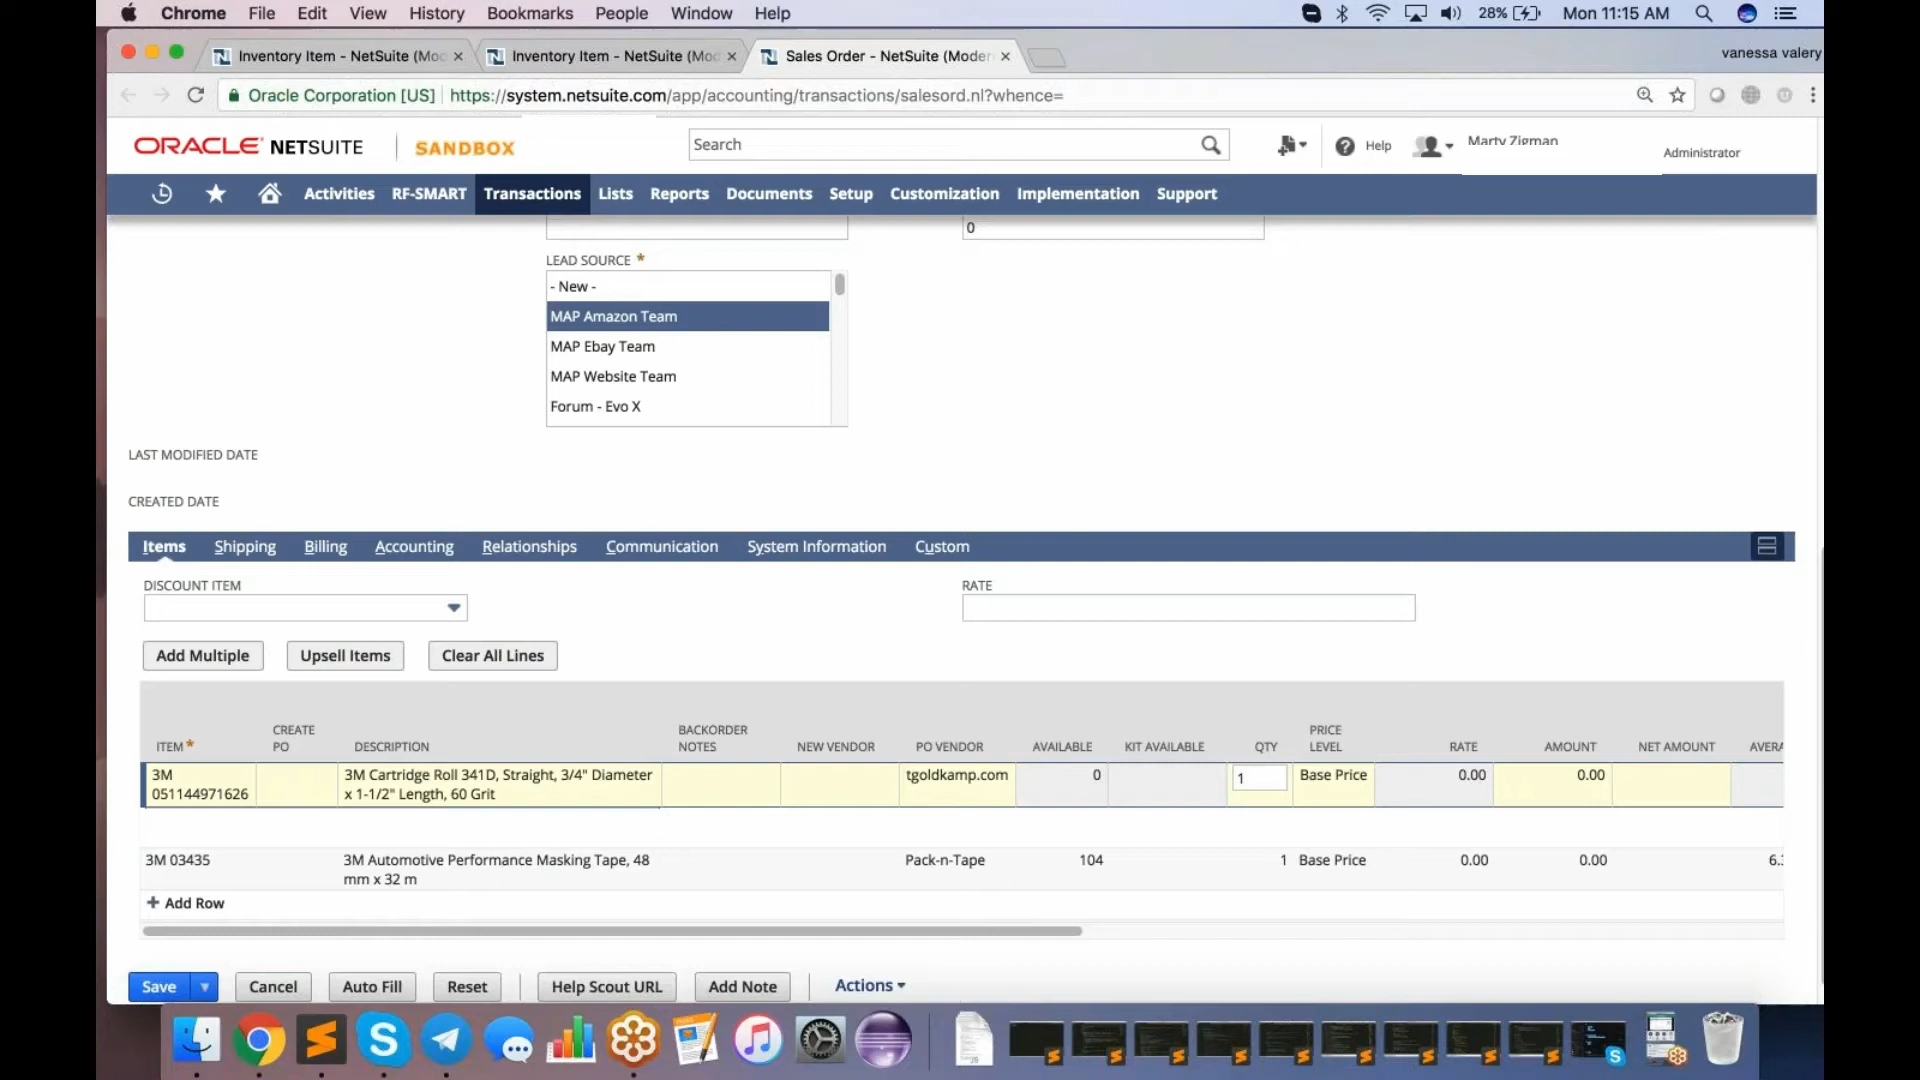 Chrome File Edit View History Bookmarks People Window Help 28% Mon 11:15 AM
Inventory Item - NetSuite (Mod Inventory Item - NetSuite (Mod Sales Order - NetSuite (Modern vanessa valery
Oracle Corporation [US] https://system.netsuite.com/app/accounting/transactions/salesord.nl?whence=
ORACLE NETSUITE SANDBOX Search Help Marty Zigman Administrator
Activities RF-SMART Transactions Lists Reports Documents Setup Customization Implementation Support
0
LEAD SOURCE *
- New -
MAP Amazon Team
MAP Ebay Team
MAP Website Team
Forum - Evo X
LAST MODIFIED DATE
CREATED DATE
Items Shipping Billing Accounting Relationships Communication System Information Custom
DISCOUNT ITEM RATE
Add Multiple Upsell Items Clear All Lines
CREATE BACKORDER PRICE
ITEM * PO DESCRIPTION NOTES NEW VENDOR PO VENDOR AVAILABLE KIT AVAILABLE QTY LEVEL RATE AMOUNT NET AMOUNT AVERA
3M 3M Cartridge Roll 341D, Straight, 3/4" Diameter tgoldkamp.com 0 1 Base Price 0.00 0.00
051144971626 x 1-1/2" Length, 60 Grit
3M 03435 3M Automotive Performance Masking Tape, 48 Pack-n-Tape 104 1 Base Price 0.00 0.00 6.
mm x 32 m
+ Add Row
Save Cancel Auto Fill Reset Help Scout URL Add Note Actions